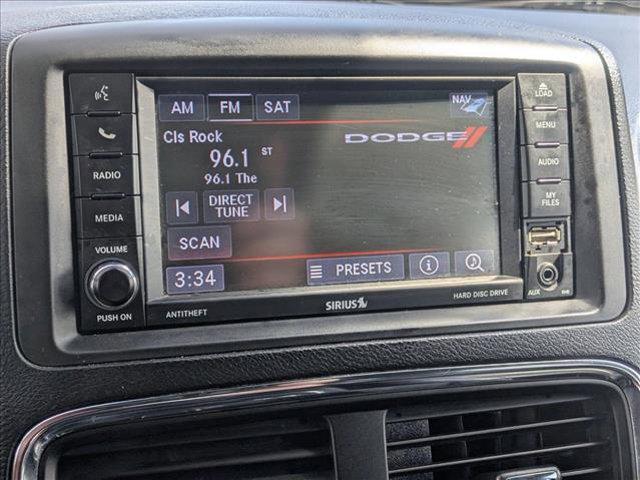 AM FM SAT
NAV
Cls Rock
DODGE
96.1 ST
96.1 The
DIRECT
TUNE
SCAN
3:34
PRESETS
RADIO
MEDIA
VOLUME
PUSH ON
ANTITHEFT
SIRIUS
HARD DISC DRIVE
LOAD
MENU
AUDIO
MY
FILES
AUX